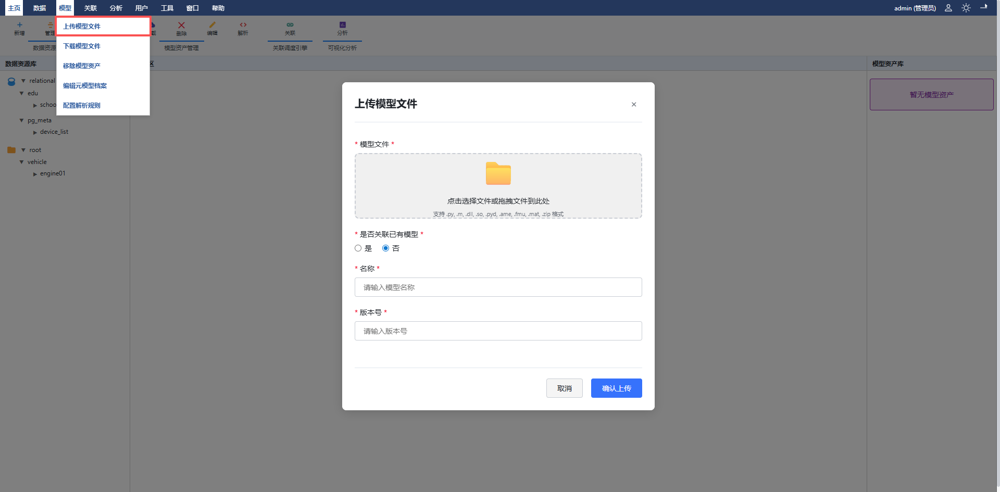 主页 数据 模型 关联 分析 用户 工具 窗口 帮助 admin (管理员)
新增 管理 载 删除 编辑 解析 关联 分析
数据资源 模型资产管理 关联调度引擎 可视化分析
上传模型文件
下载模型文件
移除模型资产
编辑元模型档案
配置解析规则
数据资源库 区 模型资产库
relational
edu
schoo
pg_meta
device_list
root
vehicle
engine01
暂无模型资产
上传模型文件 ×
* 模型文件 *
点击选择文件或拖拽文件到此处
支持 .py, .m, .dll, .so, .pyd, .ame, .fmu, .mat, .zip 格式
* 是否关联已有模型 *
是 否
* 名称 *
请输入模型名称
* 版本号 *
请输入版本号
取消 确认上传